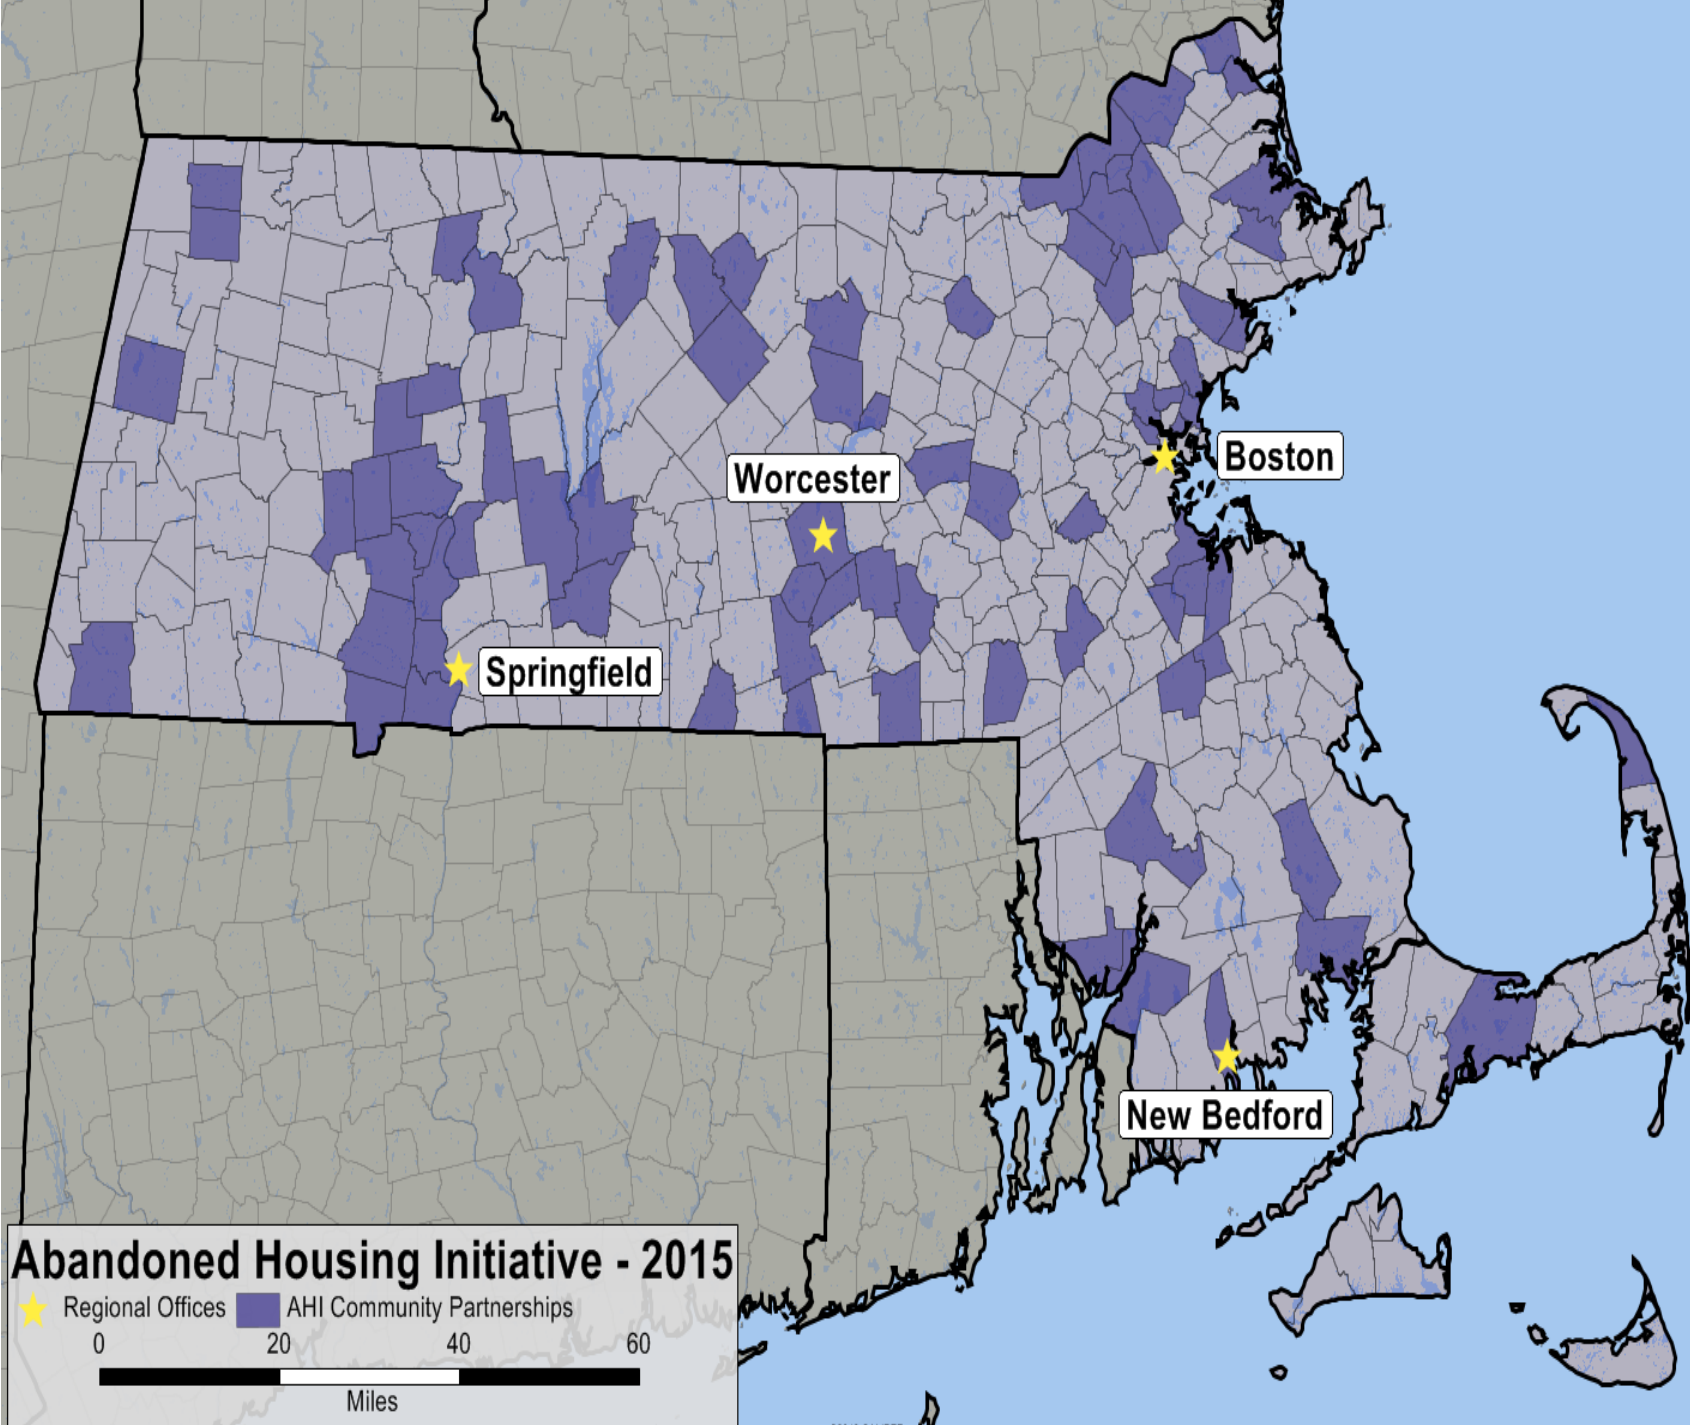 Boston
Worcester
Springfield
New Bedford
Abandoned Housing Initiative - 2015
Regional Offices AHI Community Partnerships
0 20 40 60
Miles